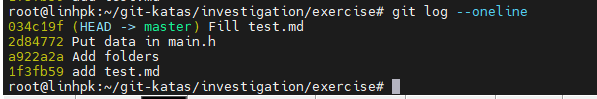 root@linhpk:~/git-katas/investigation/exercise# git log --oneline
034c19f (HEAD -> master) Fill test.md
2d84772 Put data in main.h
a922a2a Add folders
1f3fb59 add test.md
root@linhpk:~/git-katas/investigation/exercise#